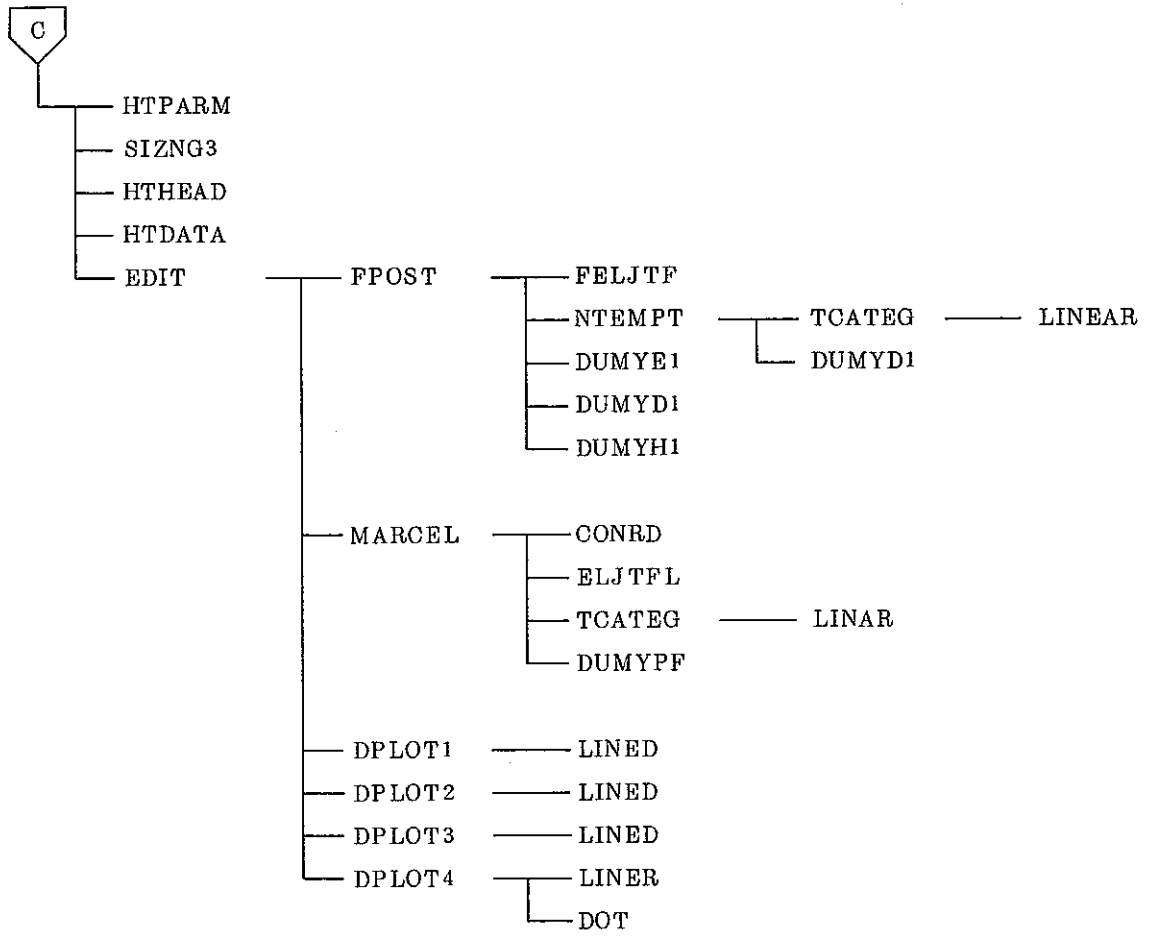 C
HTPARM
SIZNG3
HTHEAD
HTDATA
EDIT FPOST FELJTF
NTEMPT TCATEG LINEAR
DUMYE1 DUMYD1
DUMYD1
DUMYH1
MARCEL CONRD
ELJTFL
TCATEG LINAR
DUMYPF
DPLOT1 LINED
DPLOT2 LINED
DPLOT3 LINED
DPLOT4 LINER
DOT